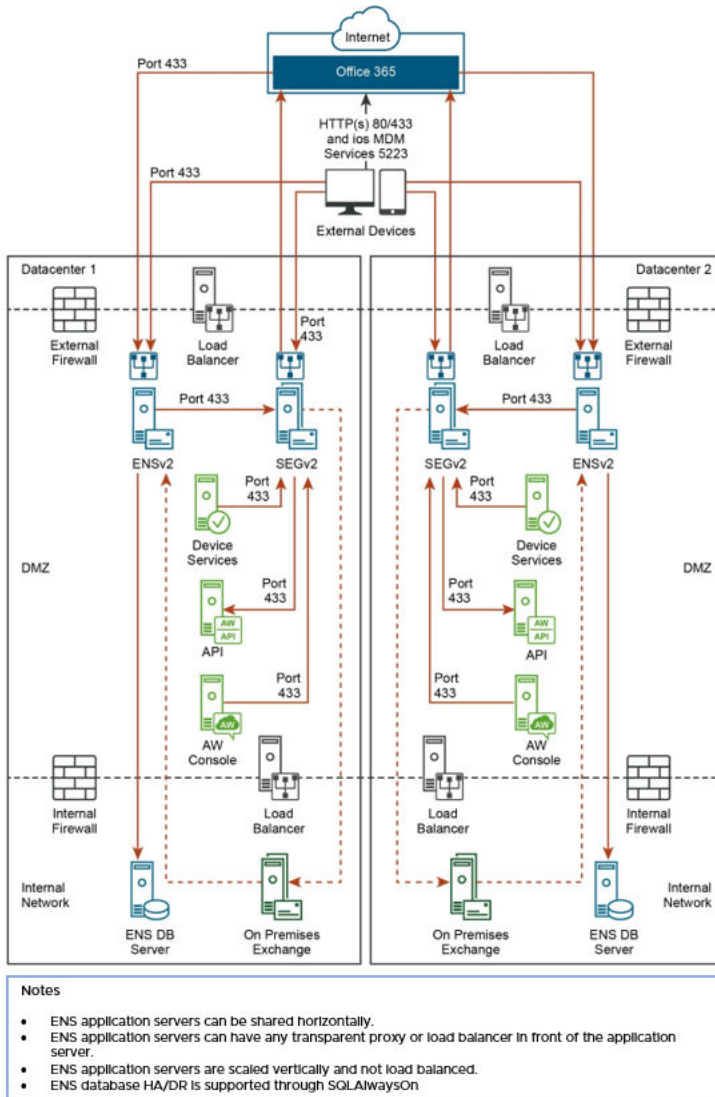 Internet
Port 433
Office 365
HTTP(s) 80/433
and ios MDM
Services 5223
Port 433
External Devices
Datacenter 1
Datacenter 2
External
Firewall
Load
Balancer
Port
433
Load
Balancer
External
Firewall
Port 433
Port 433
ENSv2
SEGv2
SEGv2
ENSv2
Port
433
Port
433
Device
Services
Device
Services
DMZ
DMZ
Port
433
Port
433
AW
API
AW
API
API
API
Port
433
Port
433
AW
AW
AW
Console
AW
Console
Internal
Firewall
Load
Balancer
Load
Balancer
Internal
Firewall
Internal
Network
Internal
Network
ENS DB
Server
On Premises
Exchange
On Premises
Exchange
ENS DB
Server
Notes
• ENS application servers can be shared horizontally.
• ENS application servers can have any transparent proxy or load balancer in front of the application
server.
• ENS application servers are scaled vertically and not load balanced.
• ENS database HA/DR is supported through SQLAlwaysOn